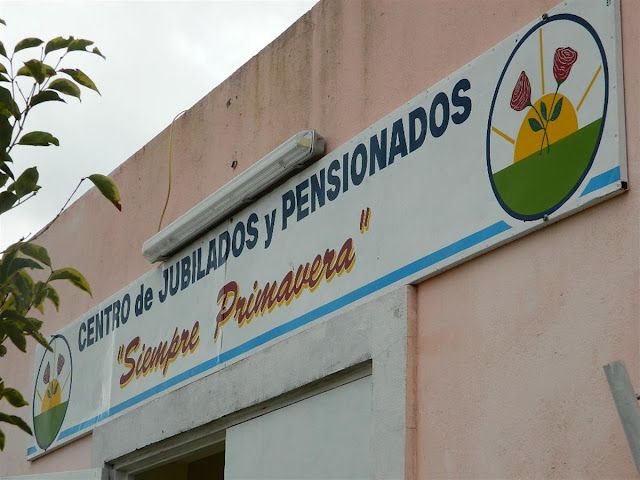 CENTRO de JUBILADOS y PENSIONADOS
"Siempre Primavera"